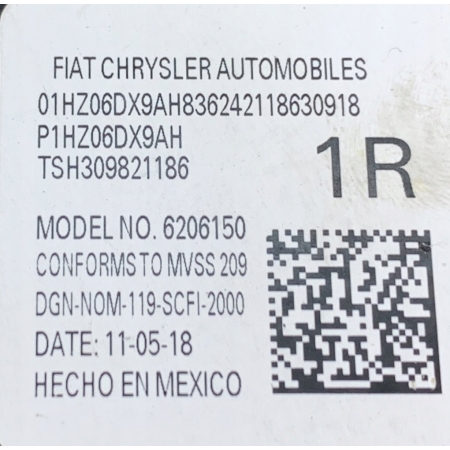 FIAT CHRYSLER AUTOMOBILES
01HZ06DX9AH836242118630918
P1HZ06DX9AH
TSH309821186
1R
MODEL NO. 6206150
CONFORMS TO MVSS 209
DGN-NOM-119-SCFI-2000
DATE: 11-05-18
HECHO EN MEXICO